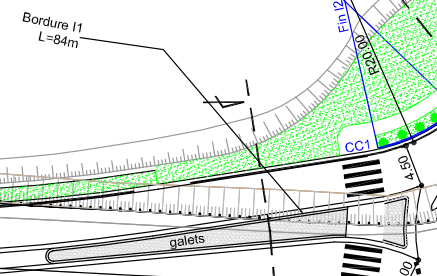 Bordure I1
L=84m
Fin I2
R20.00
CC1
4.50
galets
00